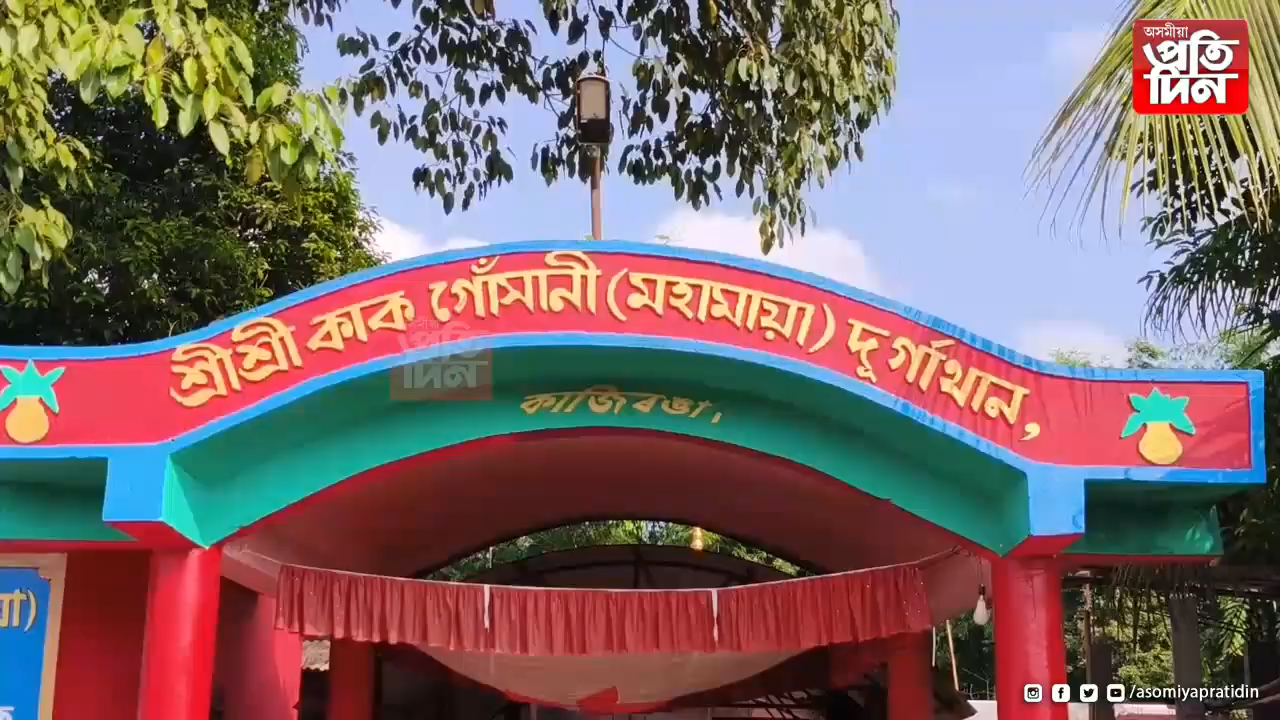 অসমীয়া
প্ৰতি
দিন
শ্ৰীশ্ৰী কাক গোঁমানী (মহামায়া) দূৰ্গাথান,
কাজিৰঙা।
য়া)
/asomiyapratidin